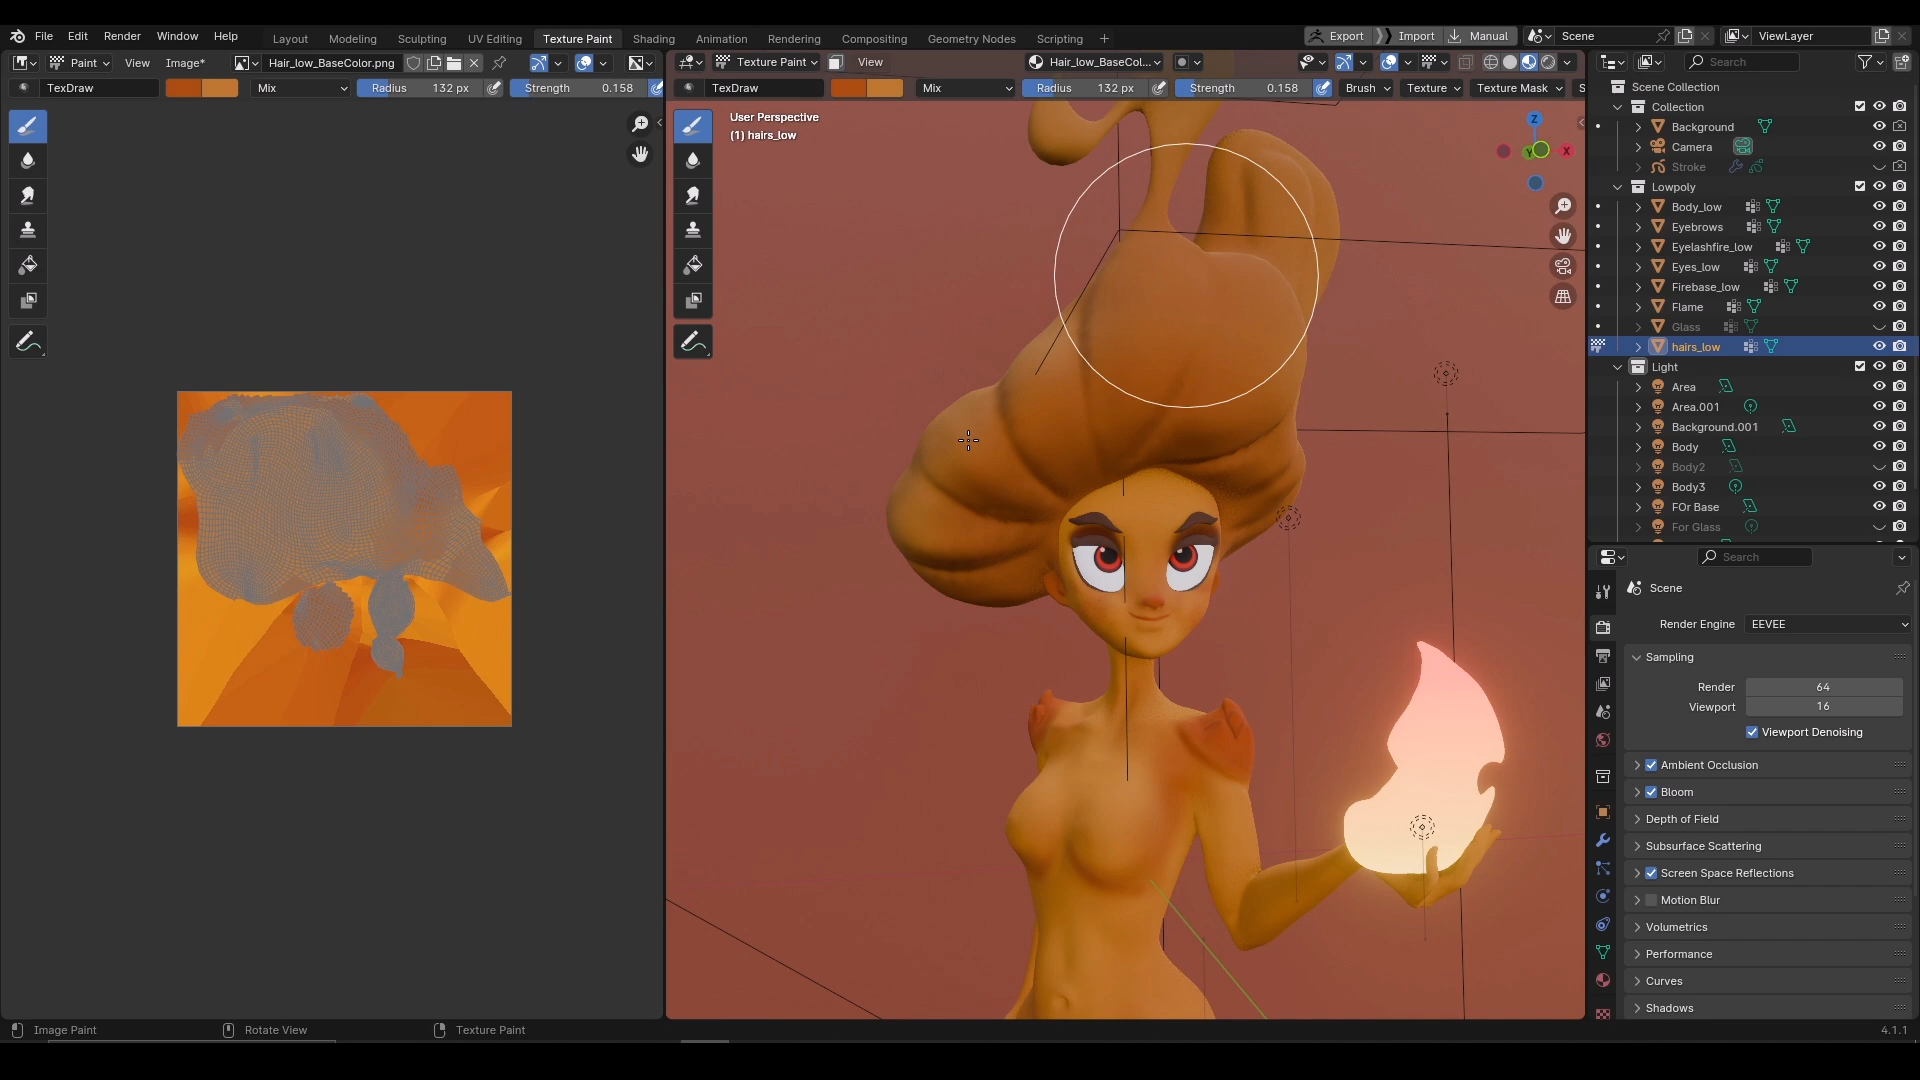 File Edit Render Window Help Layout Modeling Sculpting UV Editing Texture Paint Shading Animation Rendering Compositing Geometry Nodes Scripting + Export Import Manual Scene ViewLayer
Paint View Image* Hair_low_BaseColor.png Texture Paint View Hair_low_BaseCol... Search
TexDraw Mix Radius 132 px Strength 0.158 TexDraw Mix Radius 132 px Strength 0.158 Brush Texture Texture Mask S
User Perspective
(1) hairs_low
Z
X
Y
Scene Collection
Collection
Background
Camera
Stroke
Lowpoly
Body_low
Eyebrows
Eyelashfire_low
Eyes_low
Firebase_low
Flame
Glass
hairs_low
Light
Area
Area.001
Background.001
Body
Body2
Body3
FOr Base
For Glass
Search
Scene
Render Engine EEVEE
Sampling
Render 64
Viewport 16
Viewport Denoising
Ambient Occlusion
Bloom
Depth of Field
Subsurface Scattering
Screen Space Reflections
Motion Blur
Volumetrics
Performance
Curves
Shadows
Image Paint Rotate View Texture Paint 4.1.1